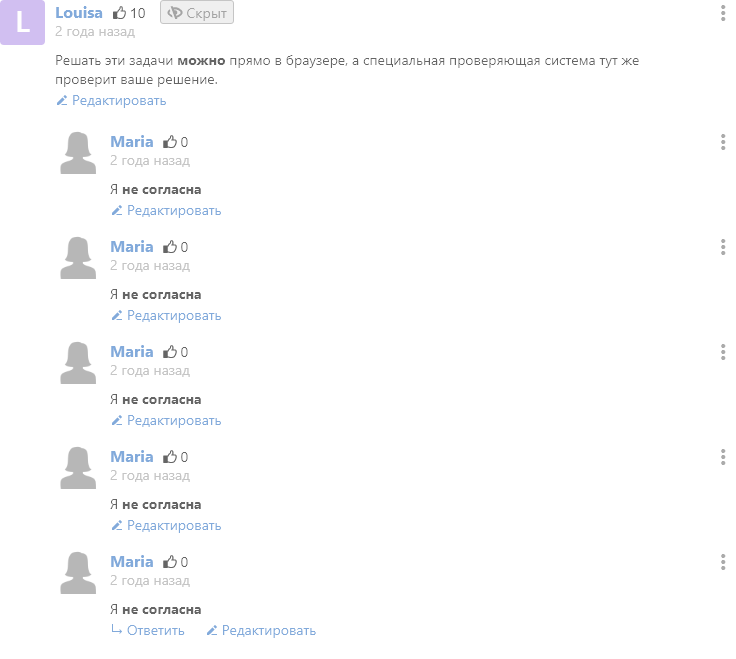 L
Louisa 10 Скрыт
2 года назад
Решать эти задачи можно прямо в браузере, а специальная проверяющая система тут же
проверит ваше решение.
Редактировать
Maria 0
2 года назад
Я не согласна
Редактировать
Maria 0
2 года назад
Я не согласна
Редактировать
Maria 0
2 года назад
Я не согласна
Редактировать
Maria 0
2 года назад
Я не согласна
Редактировать
Maria 0
2 года назад
Я не согласна
Ответить Редактировать